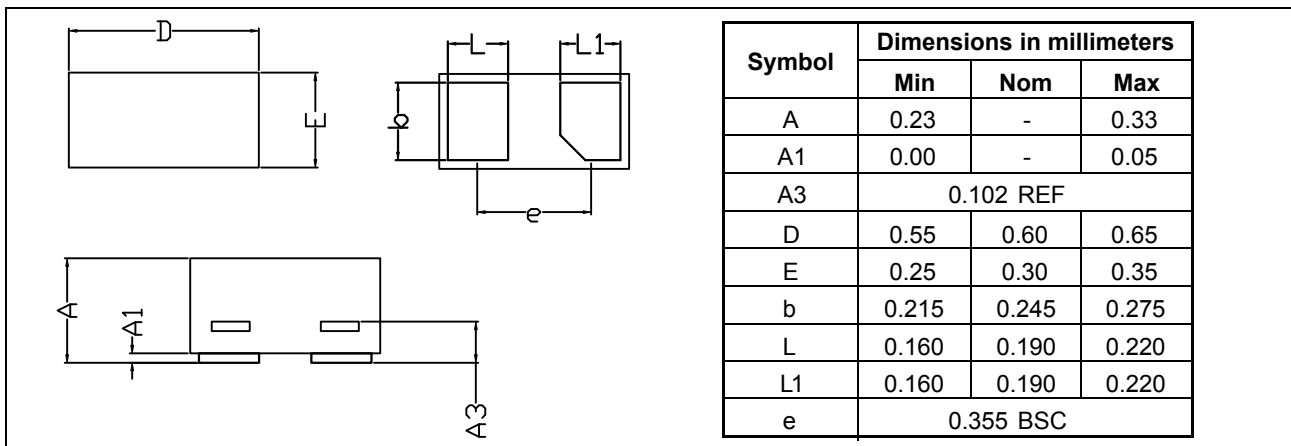 D
E
L
L1
b
e
A
A1
A3
Symbol Dimensions in millimeters
Min Nom Max
A 0.23 - 0.33
A1 0.00 - 0.05
A3 0.102 REF
D 0.55 0.60 0.65
E 0.25 0.30 0.35
b 0.215 0.245 0.275
L 0.160 0.190 0.220
L1 0.160 0.190 0.220
e 0.355 BSC